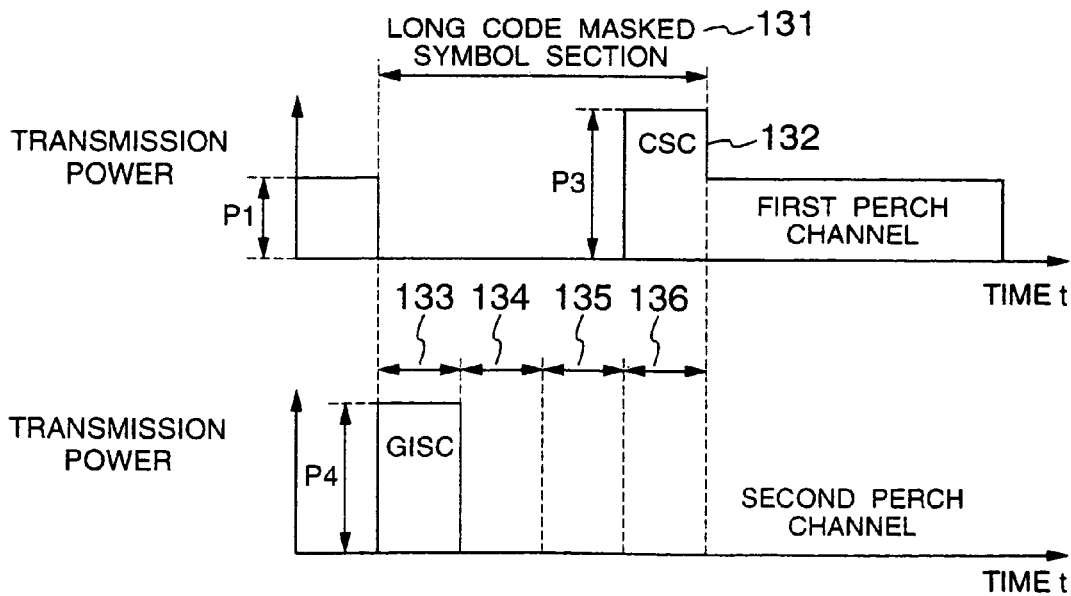 LONG CODE MASKED
SYMBOL SECTION
131
TRANSMISSION
POWER
P1
P3
CSC
132
FIRST PERCH
CHANNEL
TIME t
133
134
135
136
TRANSMISSION
POWER
P4
GISC
SECOND PERCH
CHANNEL
TIME t